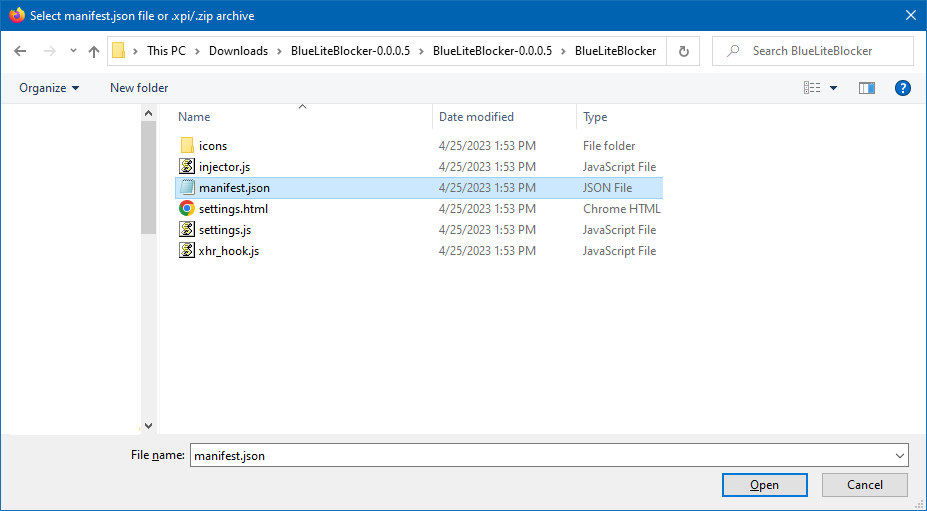 Select manifest.json file or .xpi/.zip archive
This PC > Downloads > BlueLiteBlocker-0.0.0.5 > BlueLiteBlocker-0.0.0.5 > BlueLiteBlocker
Search BlueLiteBlocker
Organize
New folder
?
Name Date modified Type
icons 4/25/2023 1:53 PM File folder
injector.js 4/25/2023 1:53 PM JavaScript File
manifest.json 4/25/2023 1:53 PM JSON File
settings.html 4/25/2023 1:53 PM Chrome HTML
settings.js 4/25/2023 1:53 PM JavaScript File
xhr_hook.js 4/25/2023 1:53 PM JavaScript File
File name: manifest.json
Open Cancel